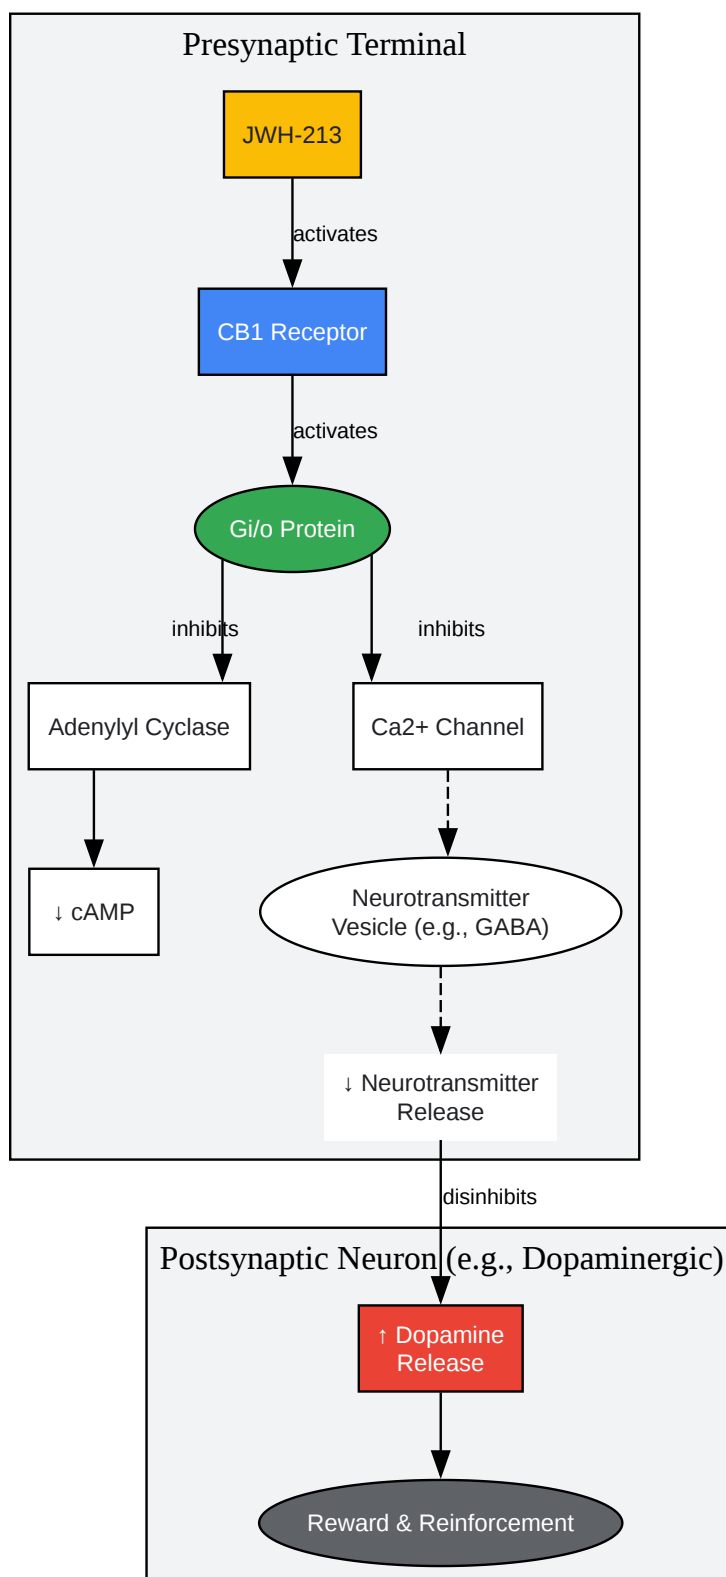 Presynaptic Terminal
JWH-213
activates
CB1 Receptor
activates
Gi/o Protein
inhibits
inhibits
Adenylyl Cyclase
Ca2+ Channel
↓ cAMP
Neurotransmitter
Vesicle (e.g., GABA)
↓ Neurotransmitter
Release
disinhibits
Postsynaptic Neuron (e.g., Dopaminergic)
↑ Dopamine
Release
Reward & Reinforcement